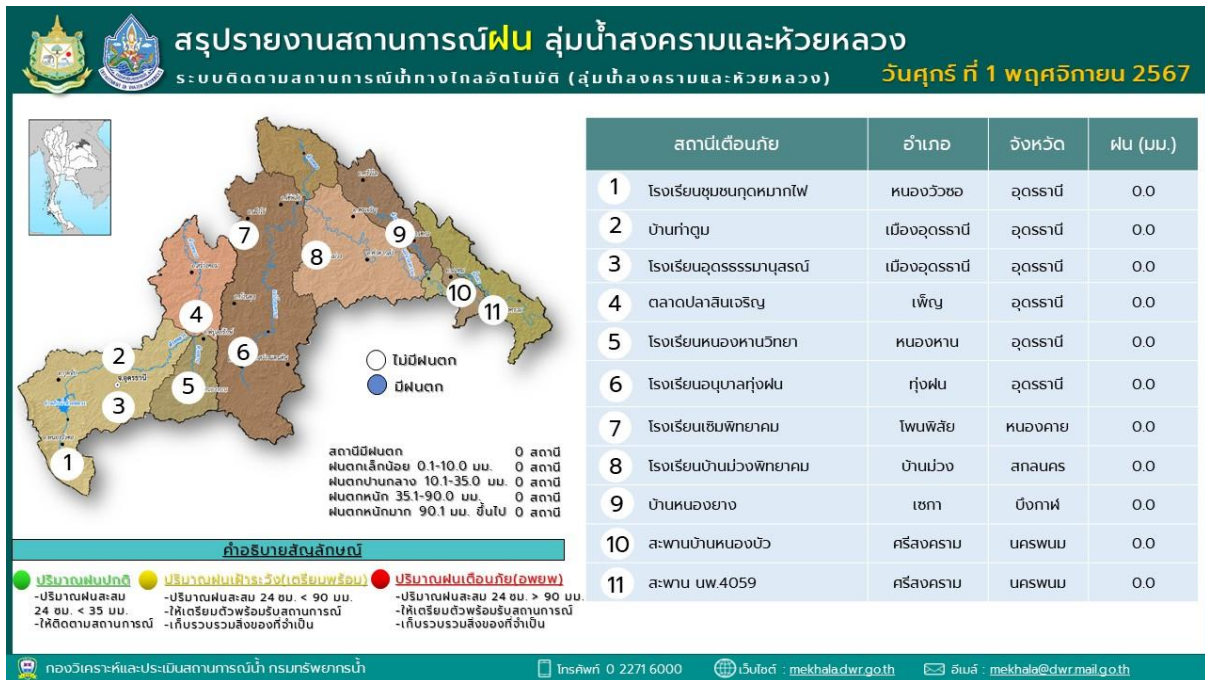 สรุปรายงานสถานการณ์ฝน ลุ่มน้ำสงครามและห้วยหลวง
ระบบติดตามสถานการณ์น้ำทางไกลอัตโนมัติ (ลุ่มน้ำสงครามและห้วยหลวง)
วันศุกร์ ที่ 1 พฤศจิกายน 2567
7
8
9
10
11
4
6
2
5
3
1
จ.อุดรธานี
ไม่มีฝนตก
มีฝนตก
สถานีมีฝนตก 0 สถานี
ฝนตกเล็กน้อย 0.1-10.0 มม. 0 สถานี
ฝนตกปานกลาง 10.1-35.0 มม. 0 สถานี
ฝนตกหนัก 35.1-90.0 มม. 0 สถานี
ฝนตกหนักมาก 90.1 มม. ขึ้นไป 0 สถานี
คำอธิบายสัญลักษณ์
ปริมาณฝนปกติ
-ปริมาณฝนสะสม
24 ชม. < 35 มม.
-ให้ติดตามสถานการณ์
ปริมาณฝนเฝ้าระวัง(เตรียมพร้อม)
-ปริมาณฝนสะสม 24 ชม. < 90 มม.
-ให้เตรียมตัวพร้อมรับสถานการณ์
-เก็บรวบรวมสิ่งของที่จำเป็น
ปริมาณฝนเตือนภัย(อพยพ)
-ปริมาณฝนสะสม 24 ชม. > 90 มม.
-ให้เตรียมตัวพร้อมรับสถานการณ์
-เก็บรวบรวมสิ่งของที่จำเป็น
สถานีเตือนภัย อำเภอ จังหวัด ฝน (มม.)
1 โรงเรียนชุมชนกุดหมากไฟ หนองวัวซอ อุดรธานี 0.0
2 บ้านท่าตูม เมืองอุดรธานี อุดรธานี 0.0
3 โรงเรียนอุดรธรรมานุสรณ์ เมืองอุดรธานี อุดรธานี 0.0
4 ตลาดปลาสินเจริญ เพ็ญ อุดรธานี 0.0
5 โรงเรียนหนองหานวิทยา หนองหาน อุดรธานี 0.0
6 โรงเรียนอนุบาลทุ่งฝน ทุ่งฝน อุดรธานี 0.0
7 โรงเรียนเซิมพิทยาคม โพนพิสัย หนองคาย 0.0
8 โรงเรียนบ้านม่วงพิทยาคม บ้านม่วง สกลนคร 0.0
9 บ้านหนองยาง เซกา บึงกาฬ 0.0
10 สะพานบ้านหนองบัว ศรีสงคราม นครพนม 0.0
11 สะพาน นพ.4059 ศรีสงคราม นครพนม 0.0
กองวิเคราะห์และประเมินสถานการณ์น้ำ กรมทรัพยากรน้ำ
โทรศัพท์ 0 2271 6000
เว็บไซต์ : mekhala.dwr.go.th
อีเมล์ : mekhala@dwr.mail.go.th